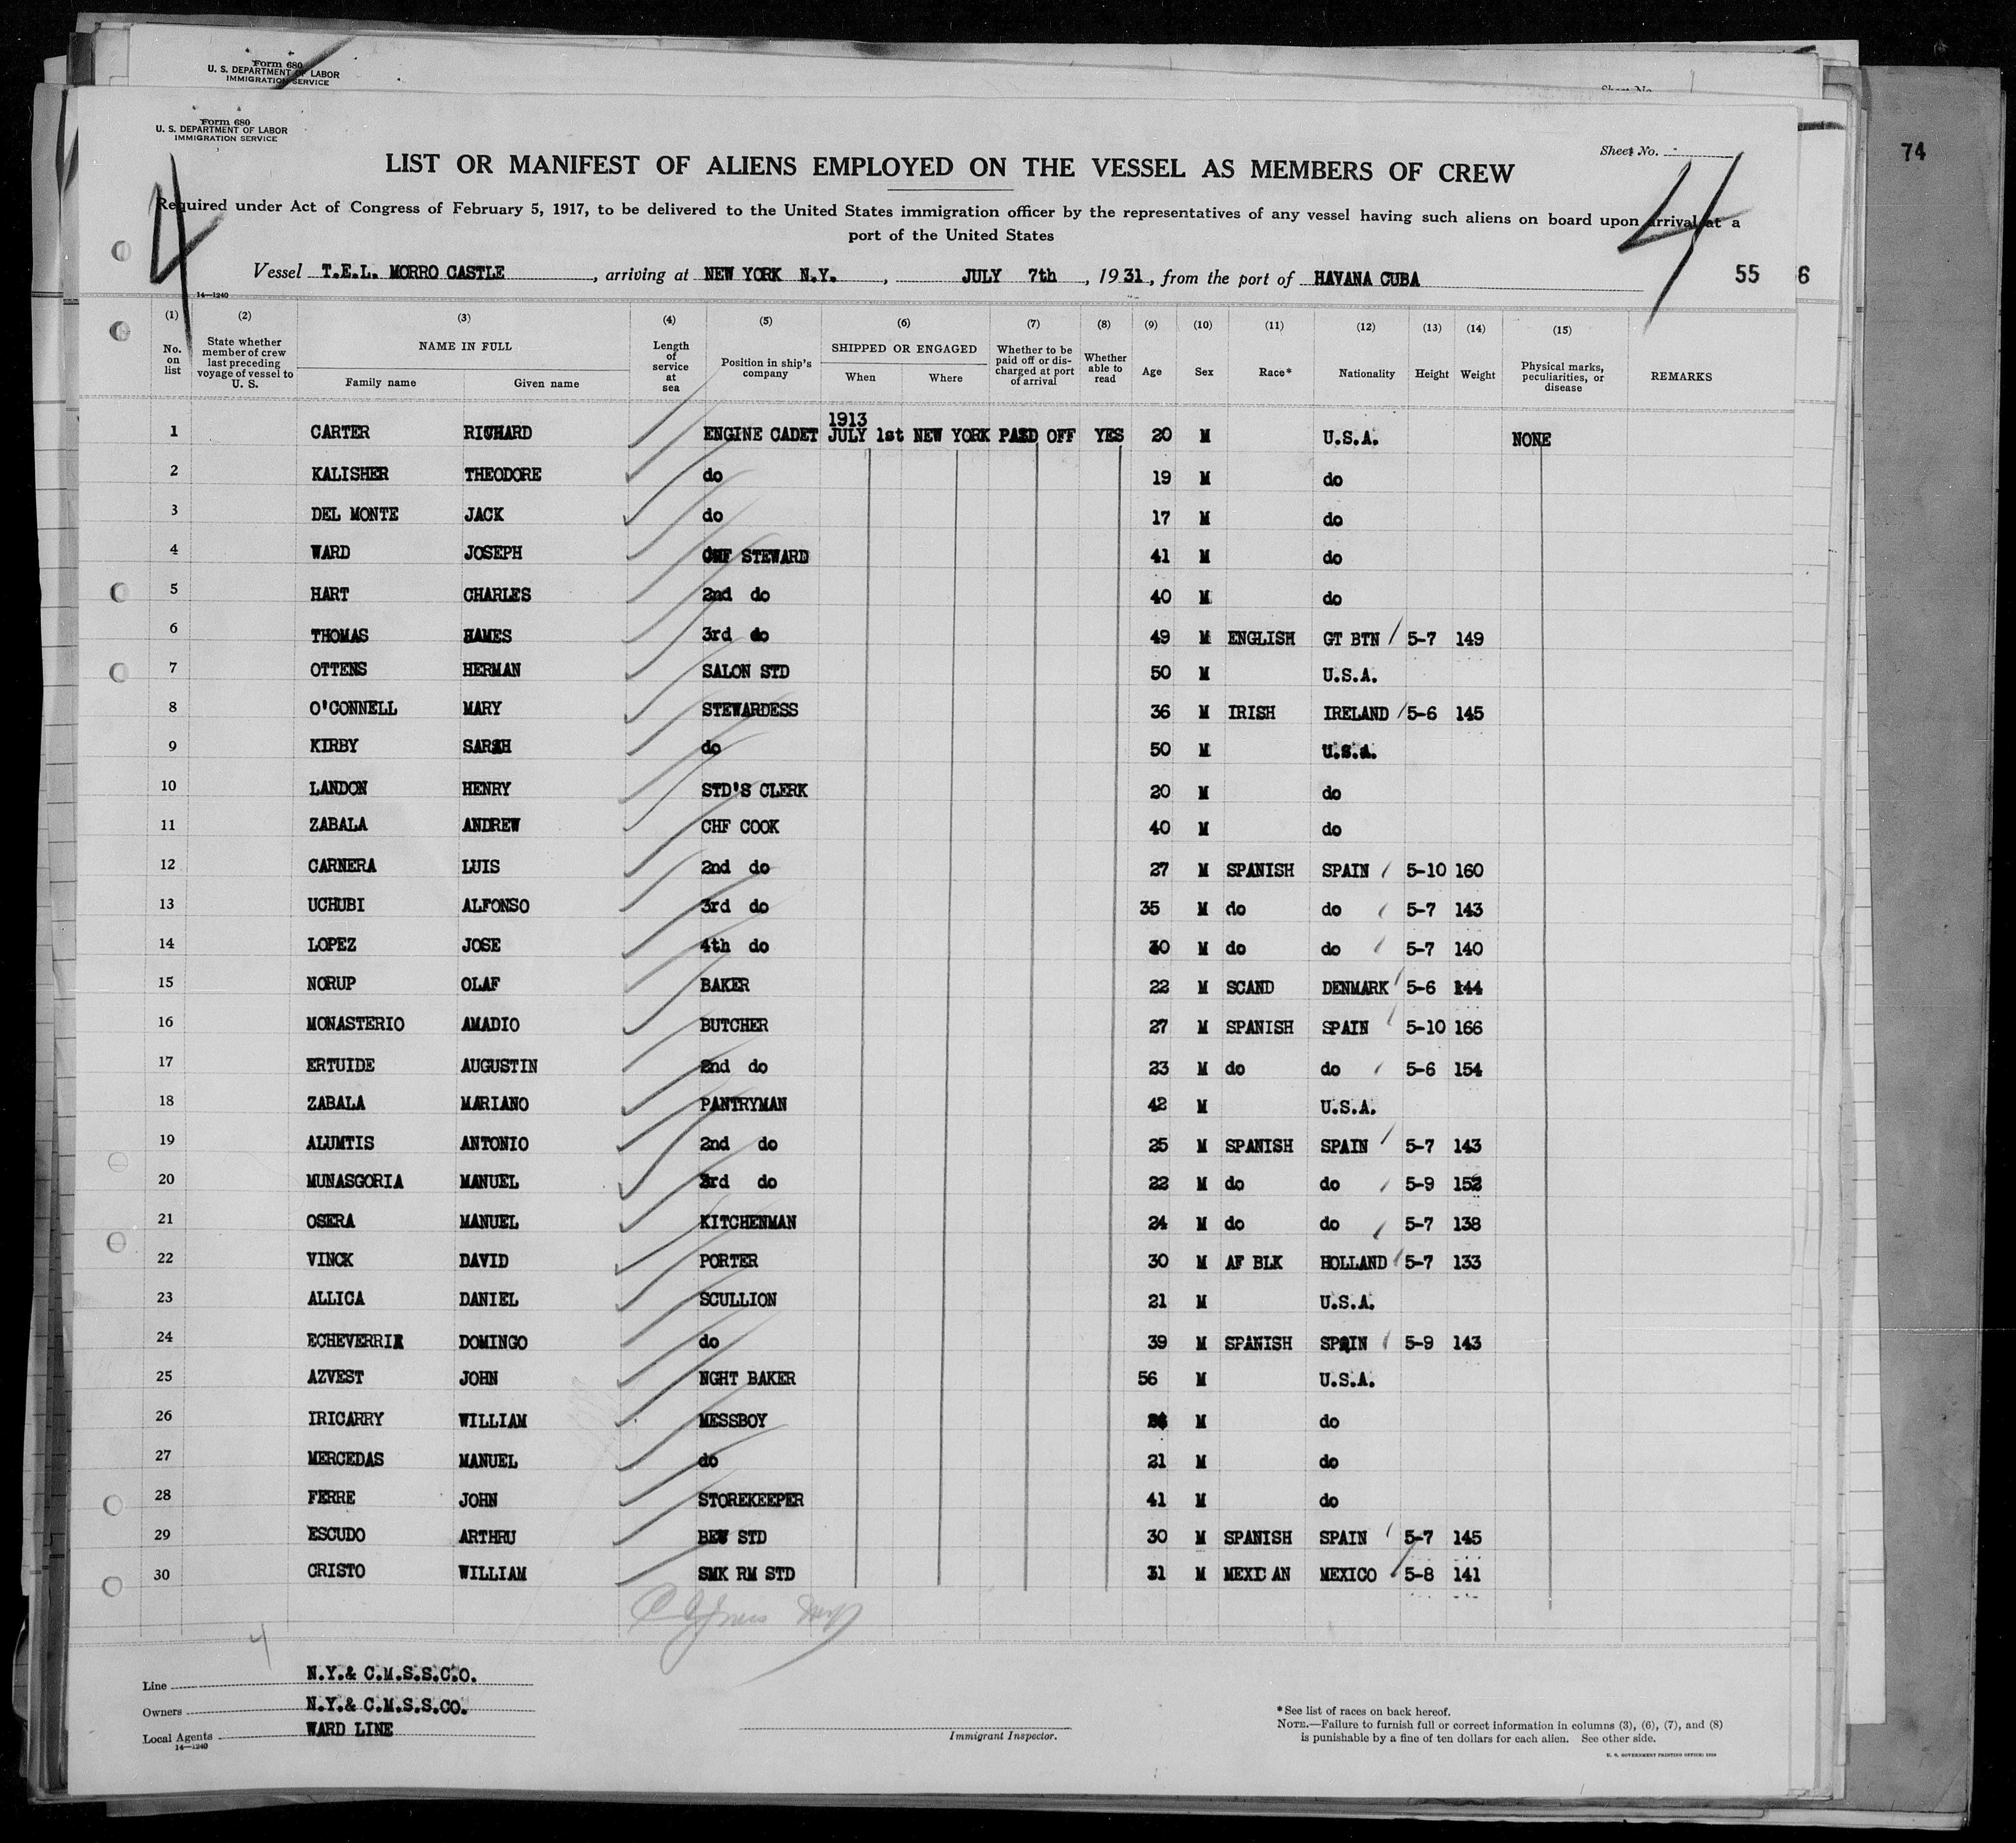 Form 680
U. S. DEPARTMENT OF LABOR
IMMIGRATION SERVICE
Sheet No.
74
Form 680
U. S. DEPARTMENT OF LABOR
IMMIGRATION SERVICE
Sheet No.
4 4
LIST OR MANIFEST OF ALIENS EMPLOYED ON THE VESSEL AS MEMBERS OF CREW
Required under Act of Congress of February 5, 1917, to be delivered to the United States immigration officer by the representatives of any vessel having such aliens on board upon arrival at a
port of the United States
Vessel T.E.L. MORRO CASTLE, arriving at NEW YORK N.Y., JULY 7th, 1931, from the port of HAVANA CUBA 55 6
14—1240
(1) (2) (3) (4) (5) (6) (7) (8) (9) (10) (11) (12) (13) (14) (15)
No. on list State whether member of crew last preceding voyage of vessel to U. S. NAME IN FULL Family name Given name Length of service at sea Position in ship's company SHIPPED OR ENGAGED When Where Whether to be paid off or discharged at port of arrival Whether able to read Age Sex Race* Nationality Height Weight Physical marks, peculiarities, or disease REMARKS
1913
1 CARTER RICHARD ENGINE CADET JULY 1st NEW YORK PAID OFF YES 20 M U.S.A. NONE
2 KALISHER THEODORE do 19 M do
3 DEL MONTE JACK do 17 M do
4 WARD JOSEPH CHF STEWARD 41 M do
5 HART CHARLES 2nd do 40 M do
6 THOMAS HAMES 3rd do 49 M ENGLISH GT BTN 5-7 149
7 OTTENS HERMAN SALON STD 50 M U.S.A.
8 O'CONNELL MARY STEWARDESS 36 M IRISH IRELAND 5-6 145
9 KIRBY SARAH do 50 M U.S.A.
10 LANDON HENRY STD'S CLERK 20 M do
11 ZABALA ANDREW CHF COOK 40 M do
12 CARNERA LUIS 2nd do 27 M SPANISH SPAIN 5-10 160
13 UCHUBI ALFONSO 3rd do 35 M do do 5-7 143
14 LOPEZ JOSE 4th do 30 M do do 5-7 140
15 NORUP OLAF BAKER 22 M SCAND DENMARK 5-6 144
16 MONASTERIO AMADIO BUTCHER 27 M SPANISH SPAIN 5-10 166
17 ERTUIDE AUGUSTIN 2nd do 23 M do do 5-6 154
18 ZABALA MARIANO PANTRYMAN 42 M U.S.A.
19 ALUMTIS ANTONIO 2nd do 25 M SPANISH SPAIN 5-7 143
20 MUNASGORIA MANUEL 3rd do 22 M do do 5-9 152
21 OSERA MANUEL KITCHENMAN 24 M do do 5-7 138
22 VINCK DAVID PORTER 30 M AF BLK HOLLAND 5-7 133
23 ALLICA DANIEL SCULLION 21 M U.S.A.
24 ECHEVERRIA DOMINGO do 39 M SPANISH SPAIN 5-9 143
25 AZVEST JOHN NGHT BAKER 56 M U.S.A.
26 IRICARRY WILLIAM MESSBOY M do
27 MERCEDAS MANUEL do 21 M do
28 FERRE JOHN STOREKEEPER 41 M do
29 ESCUDO ARTHRU STD 30 M SPANISH SPAIN 5-7 145
30 CRISTO WILLIAM SMK RM STD 31 M MEXICAN MEXICO 5-8 141
4
Line N.Y.& C.M.S.S.C.O.
Owners N.Y.& C.M.S.S.CO.
Local Agents WARD LINE
14—1240
Immigrant Inspector.
*See list of races on back hereof.
NOTE.—Failure to furnish full or correct information in columns (3), (6), (7), and (8)
is punishable by a fine of ten dollars for each alien. See other side.